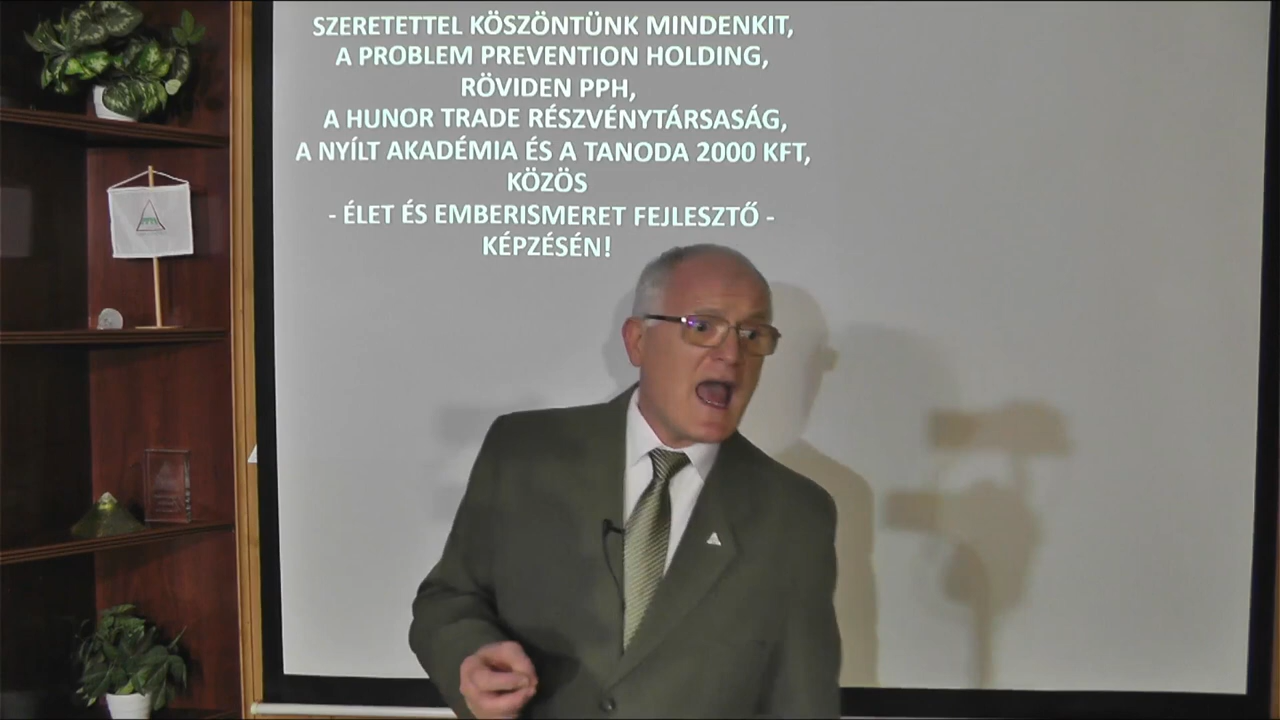 SZERETETTEL KÖSZÖNTÜNK MINDENKIT,
A PROBLEM PREVENTION HOLDING,
RÖVIDEN PPH,
A HUNOR TRADE RÉSZVÉNYTÁRSASÁG,
A NYÍLT AKADÉMIA ÉS A TANODA 2000 KFT,
KÖZÖS
- ÉLET ÉS EMBERISMERET FEJLESZTŐ -
KÉPZÉSÉN!